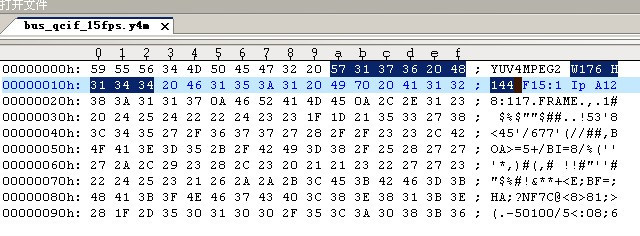 打开文件
bus_qcif_15fps.y4m
0 1 2 3 4 5 6 7 8 9 a b c d e f
00000000h: 59 55 56 34 4D 50 45 47 32 20 57 31 37 36 20 48 ; YUV4MPEG2 W176 H
00000010h: 31 34 34 20 46 31 35 3A 31 20 49 70 20 41 31 32 ; 144 F15:1 Ip A12
00000020h: 38 3A 31 31 37 0A 46 52 41 4D 45 0A 2C 2E 31 23 ; 8:117.FRAME.,.1#
00000030h: 20 24 25 24 22 22 24 23 23 1F 1D 21 35 33 27 38 ; $%$""$##..!53'8
00000040h: 3C 34 35 27 2F 36 37 37 27 28 2F 2F 23 23 2C 42 ; <45'/677'(//##,B
00000050h: 4F 41 3E 3D 35 2B 2F 42 49 3D 38 2F 25 28 27 27 ; OA>=5+/BI=8/%(''
00000060h: 27 2A 2C 29 23 28 2C 23 20 21 21 23 22 27 27 23 ; '*,)#(,# !!#"''#
00000070h: 22 24 25 23 21 26 2A 2A 2B 3C 45 3B 42 46 3D 3B ; "$%#!&**+<E;BF=;
00000080h: 48 41 3B 3F 4E 46 37 43 40 3C 38 3E 38 31 3B 3E ; HA;?NF7C@<8>81;>
00000090h: 28 1F 2D 35 30 31 30 30 2F 35 3C 3A 30 38 3B 36 ; (.-50100/5<:08;6